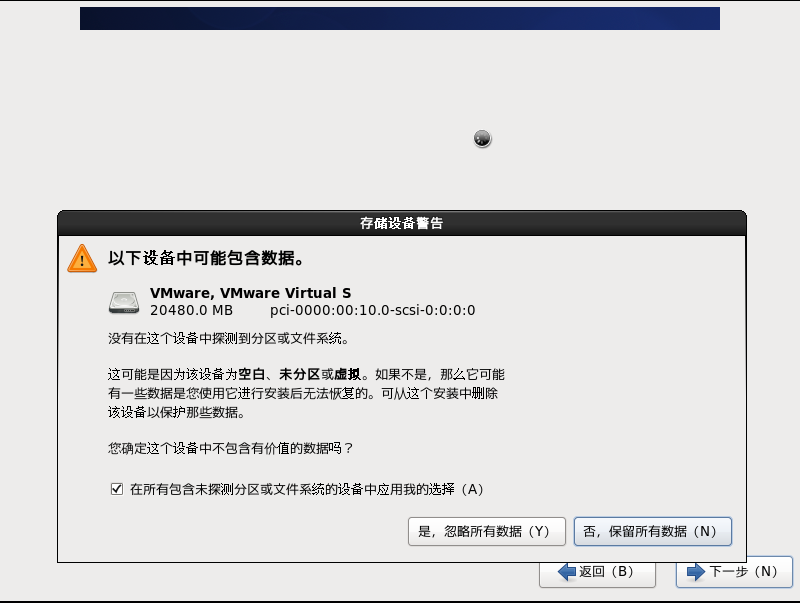 存储设备警告
以下设备中可能包含数据。
VMware, VMware Virtual S
20480.0 MB pci-0000:00:10.0-scsi-0:0:0:0
没有在这个设备中探测到分区或文件系统。
这可能是因为该设备为空白、未分区或虚拟。如果不是，那么它可能
有一些数据是您使用它进行安装后无法恢复的。可从这个安装中删除
该设备以保护那些数据。
您确定这个设备中不包含有价值的数据吗？
在所有包含未探测分区或文件系统的设备中应用我的选择（A）
是，忽略所有数据（Y）
否，保留所有数据（N）
返回（B）
下一步（N）